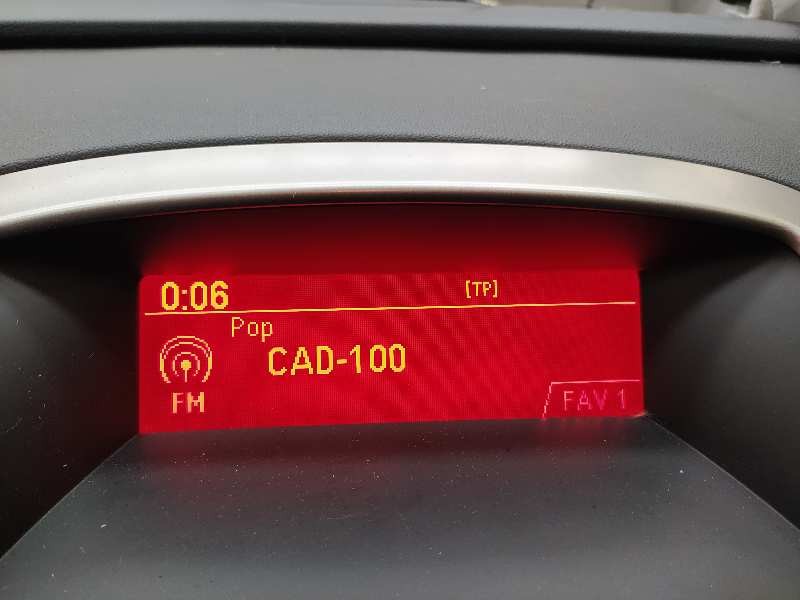 0:06 [TP]
Pop
CAD-100
FM
FAV 1